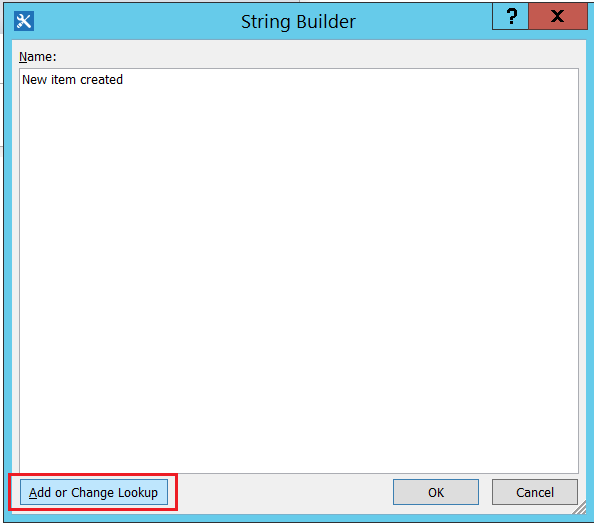 String Builder
?
X
Name:
New item created
Add or Change Lookup
OK
Cancel